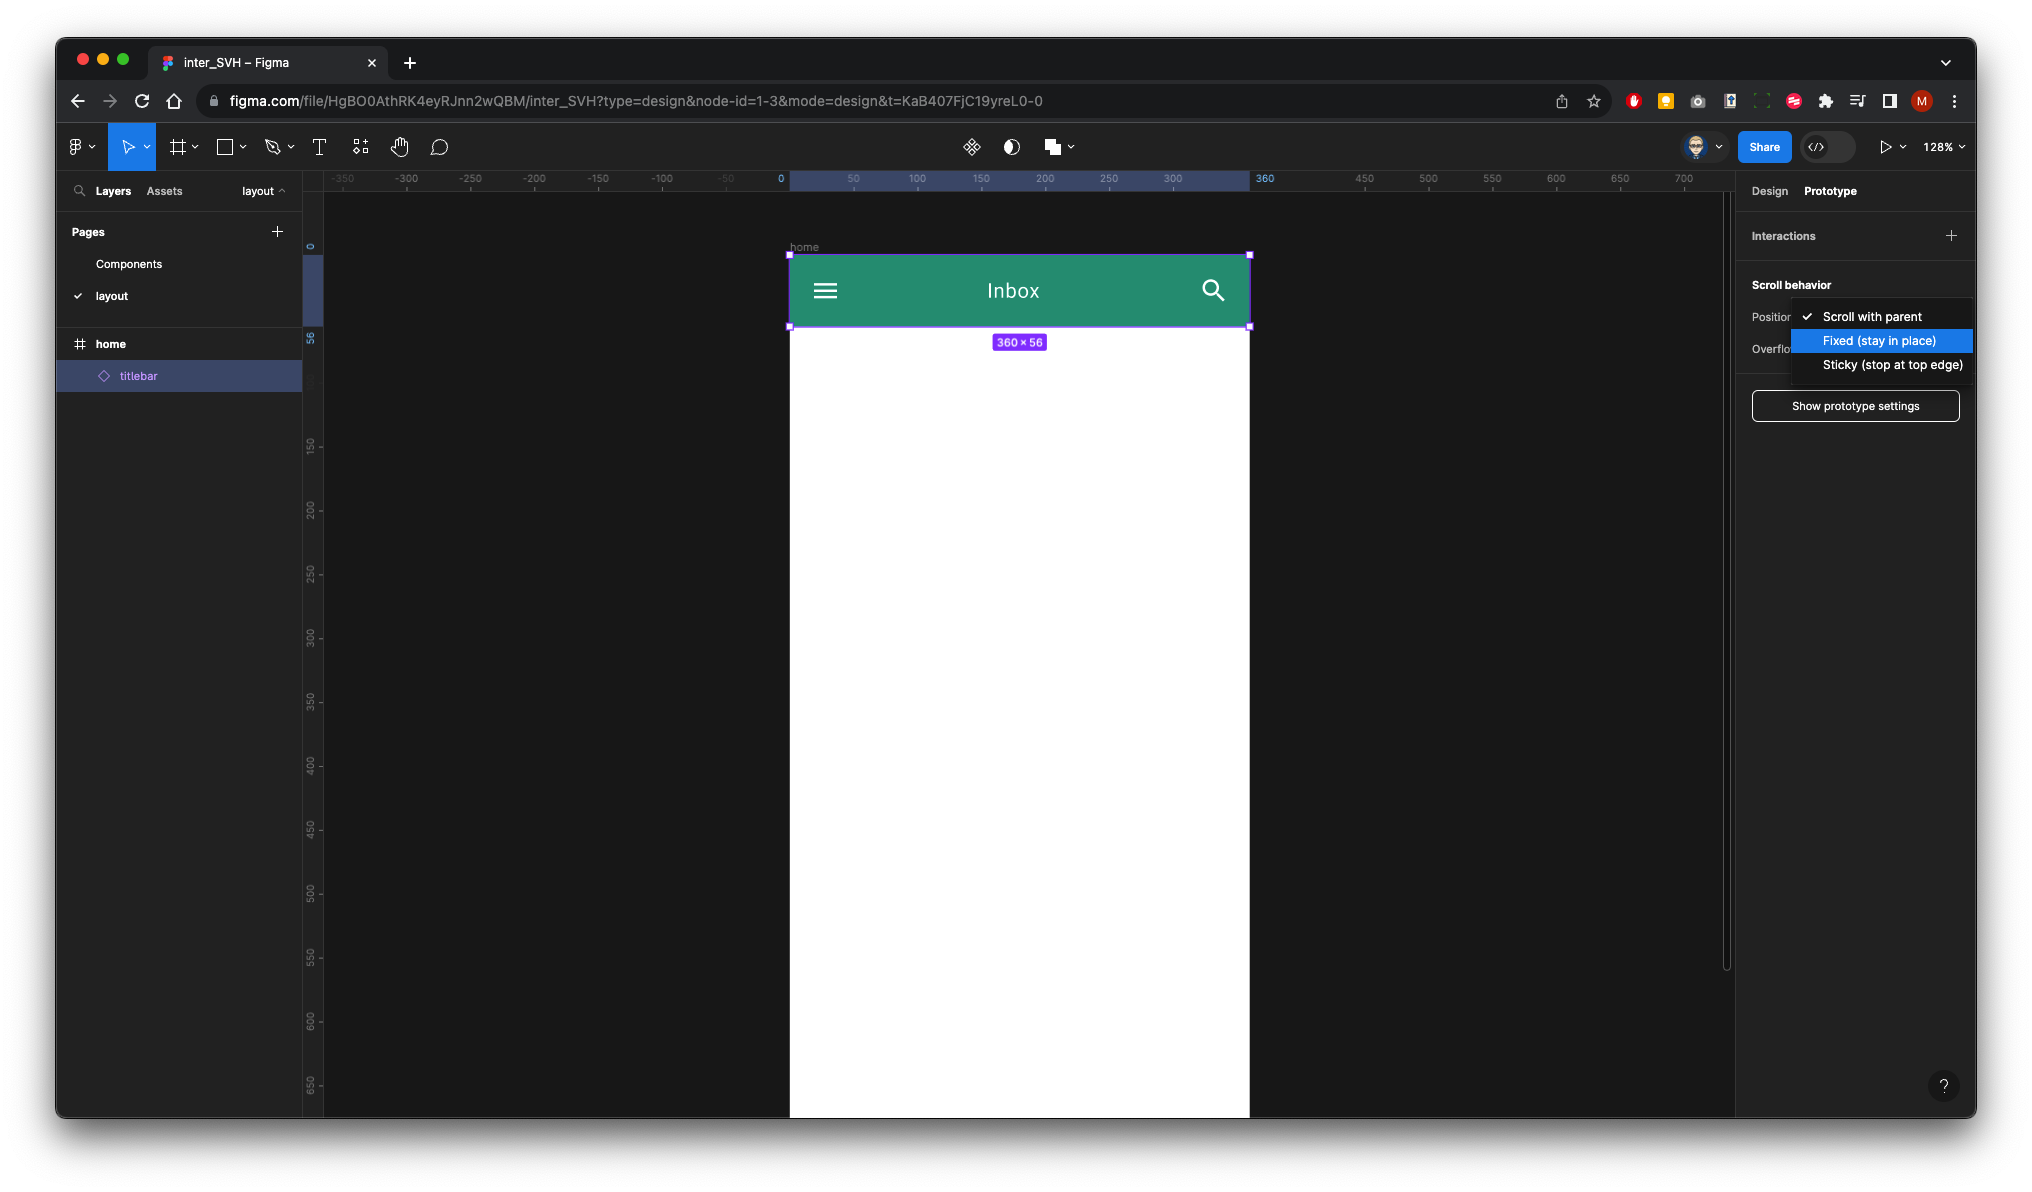 inter_SVH – Figma
figma.com/file/HgBO0AthRK4eyRJnn2wQBM/inter_SVH?type=design&node-id=1-3&mode=design&t=KaB407FjC19yreL0-0
M
Share
128%
Layers Assets layout
-350 -300 -250 -200 -150 -100 -50 0 50 100 150 200 250 300 360 450 500 550 600 650 700
Design Prototype
Pages
Components
layout
home
titlebar
0
56
150
200
250
300
350
400
450
500
550
600
650
home
Inbox
360 × 56
Interactions
Scroll behavior
Position
Scroll with parent
Fixed (stay in place)
Overflo
Sticky (stop at top edge)
Show prototype settings
?